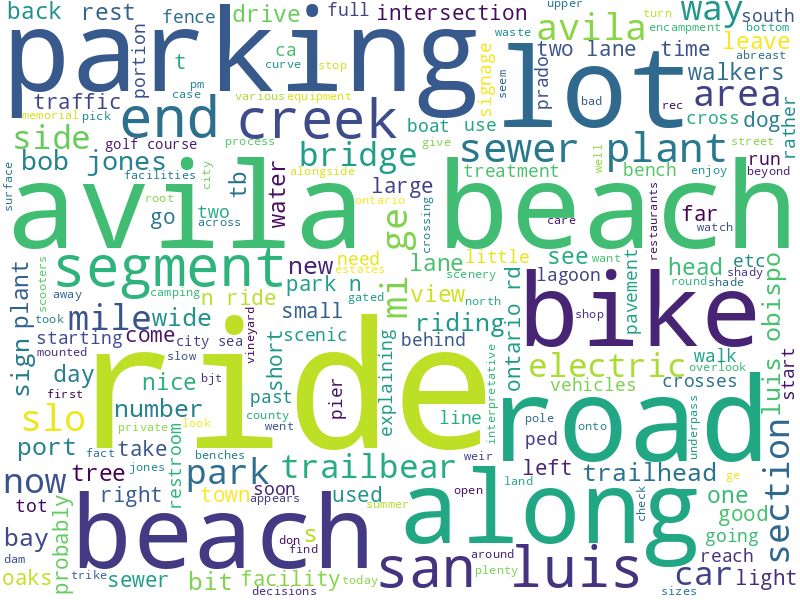 back rest fence full intersection upper way south
drive turn encampment bottom
parking lot avila two lane time leave abreast
portion t ca curve stop signage seem prado walkers
pm case various equipment waste bad rec area
traffic memorial pick end creek boat use cross dog rather
side golf course process give street
bob jones bridge sewer plant run beyond
facilities city tb water alongside large treatment bench well enjoy
surface avila beach
root go two across ontario ge crossing care restaurants far watch
segment new need estates lane little see lagoon etc head shady
scooters away camping n ride park n gated mi view scenery north want round shade pavement luis obispo
sign plant mile wide small riding ontario rd shop bike
starting come city sea scenic behind overlook
took mounted slow vineyard short explaining electric walk start
first day nice bjt past pier vehicles crosses
ride county line interpretative pole onto underpass
slo number private look went road
port fact take restroom benches weir ped
jones tree trailbear left trailhead
now park open land ge one section
right town soon used check good
tot appears summer going
bay probably beach s along
dam don find around reach
oaks sewer bit facility today plenty san luis car light
trike decisions sizes